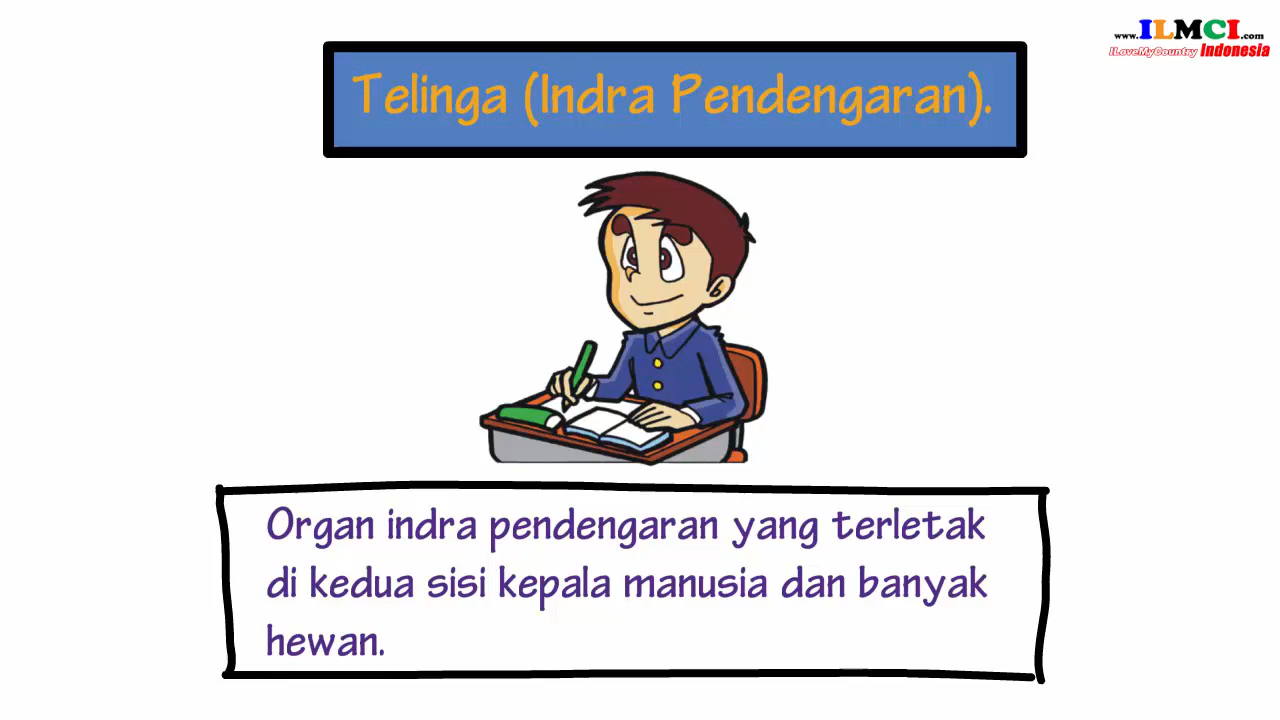 www.ILMCI.com
ILoveMyCountry Indonesia
Telinga (Indra Pendengaran).
Organ indra pendengaran yang terletak
di kedua sisi kepala manusia dan banyak
hewan.